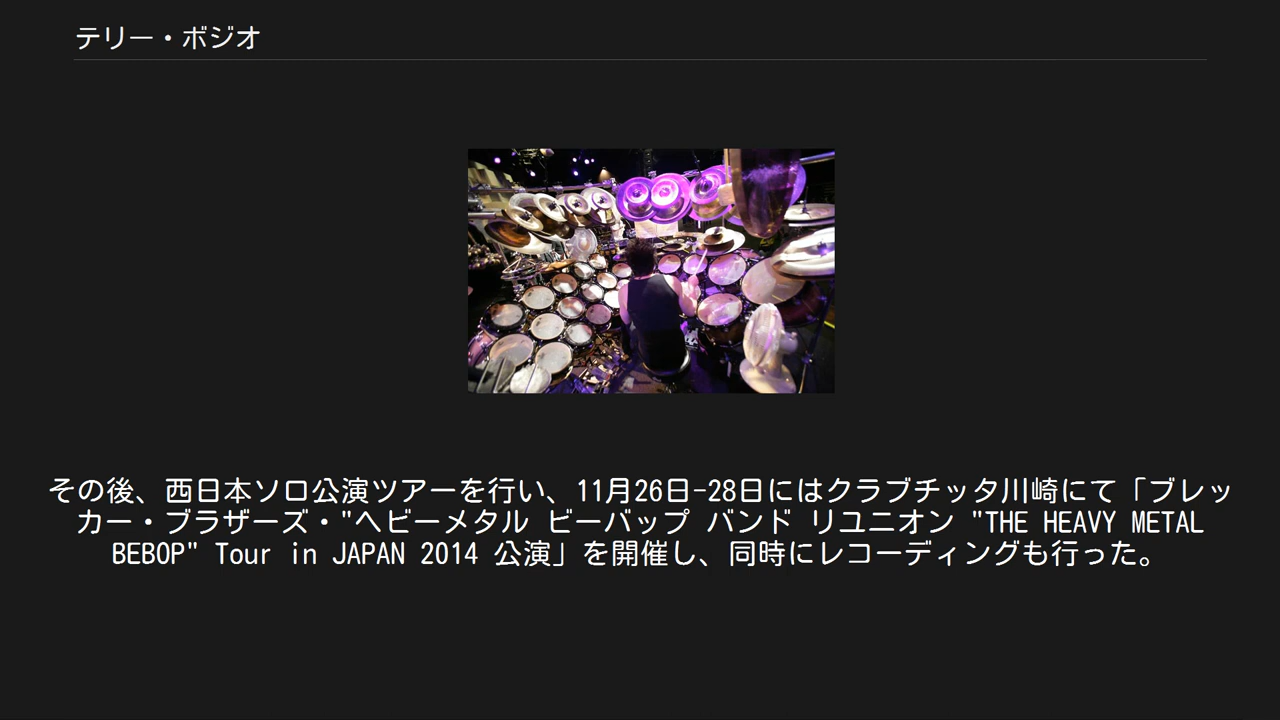 テリー・ボジオ
その後、西日本ソロ公演ツアーを行い、11月26日-28日にはクラブチッタ川崎にて「ブレッ
カー・ブラザーズ・"ヘビーメタル ビーバップ バンド リユニオン "THE HEAVY METAL
BEBOP" Tour in JAPAN 2014 公演」を開催し、同時にレコーディングも行った。